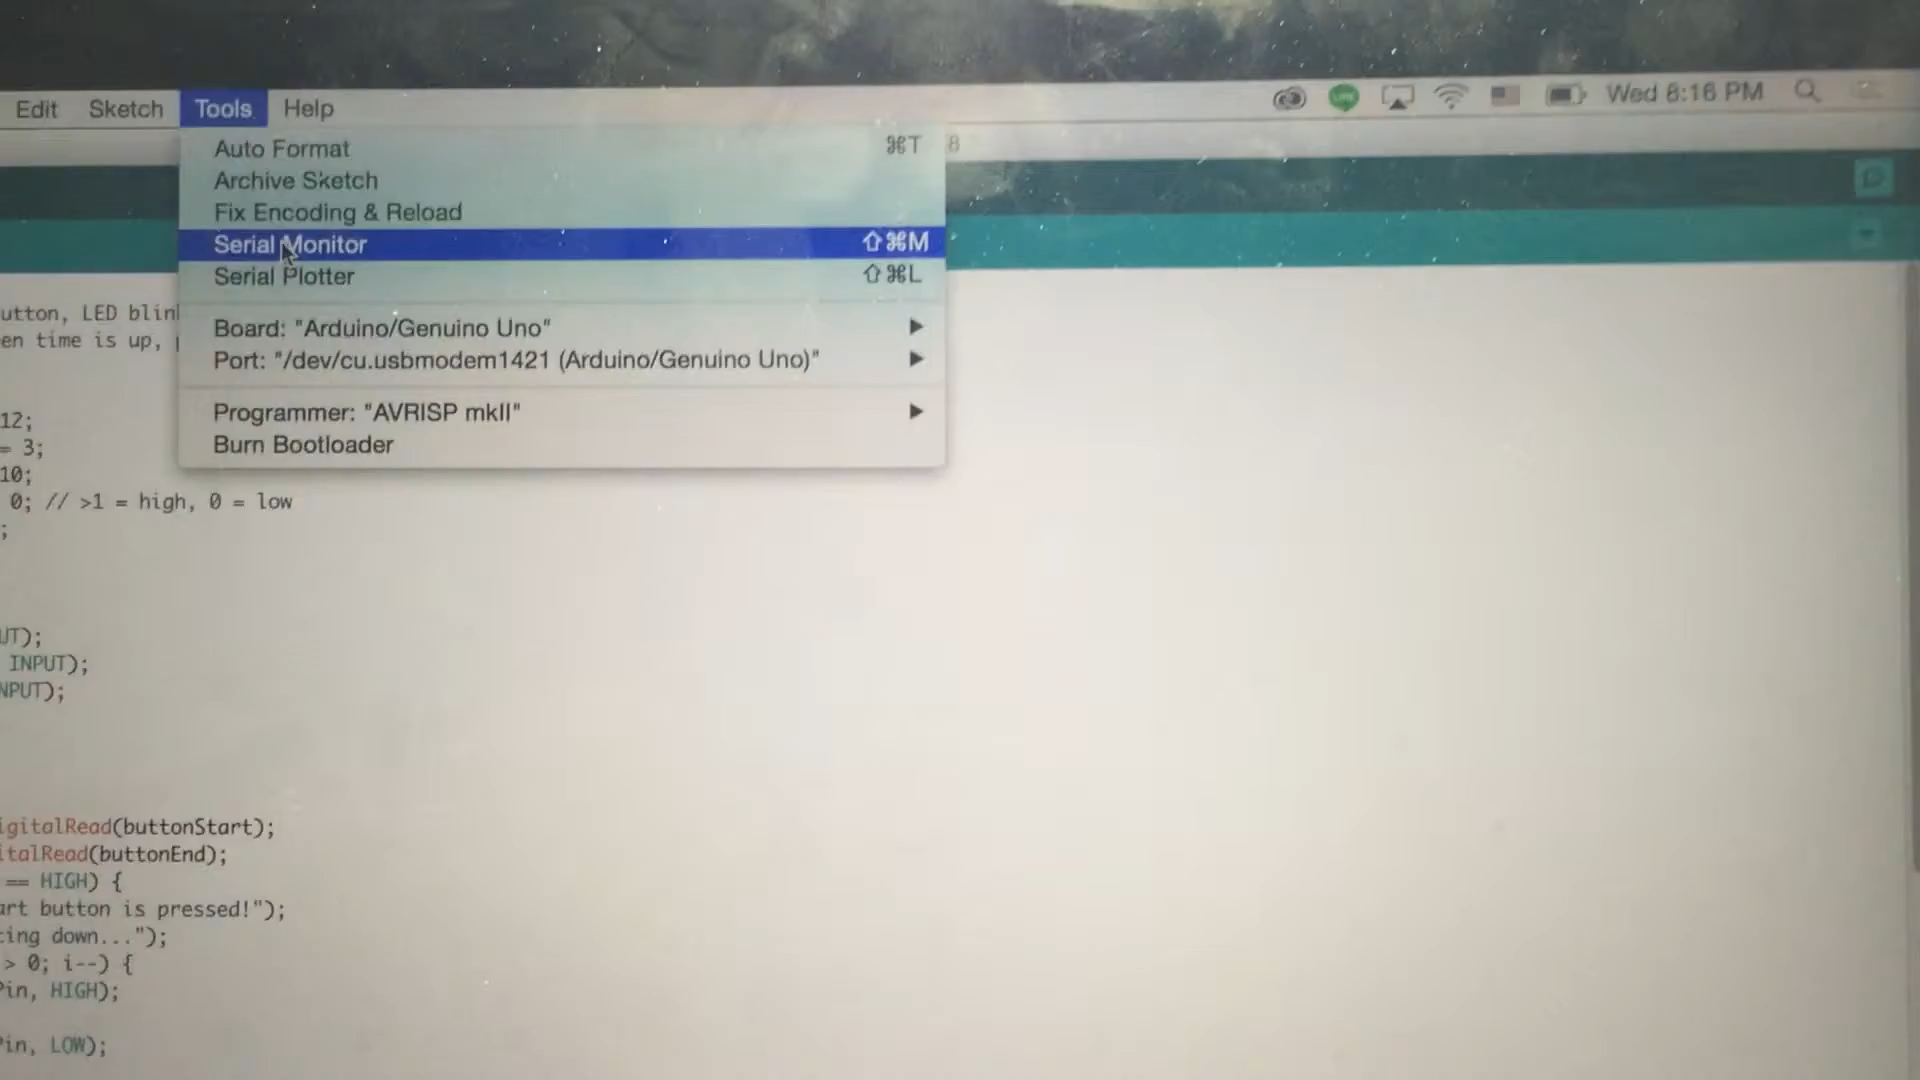 Edit Sketch Tools Help Wed 6:16 PM
Auto Format ⌘T 8
Archive Sketch
Fix Encoding & Reload
Serial Monitor ⇧⌘M
Serial Plotter ⇧⌘L
Board: "Arduino/Genuino Uno"
Port: "/dev/cu.usbmodem1421 (Arduino/Genuino Uno)"
Programmer: "AVRISP mkII"
Burn Bootloader
utton, LED blin
en time is up,
12;
= 3;
10;
0; // >1 = high, 0 = low
;
UT);
INPUT);
NPUT);
igitalRead(buttonStart);
italRead(buttonEnd);
== HIGH) {
art button is pressed!");
ting down...");
> 0; i--) {
Pin, HIGH);
Pin, LOW);